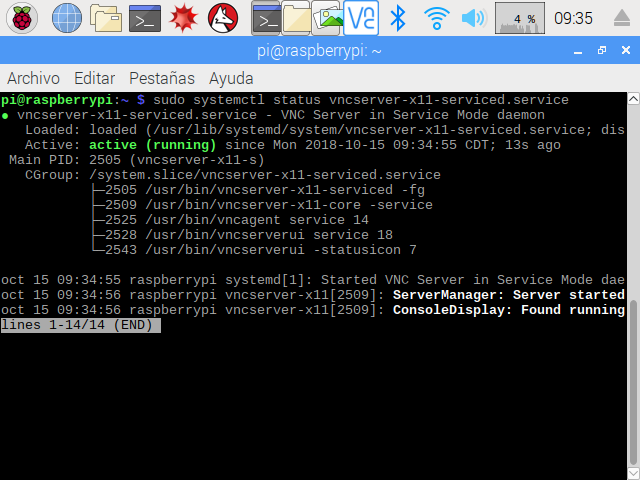 VNC
4 %
09:35
pi@raspberrypi: ~
Archivo Editar Pestañas Ayuda
pi@raspberrypi:~ $ sudo systemctl status vncserver-x11-serviced.service
● vncserver-x11-serviced.service - VNC Server in Service Mode daemon
Loaded: loaded (/usr/lib/systemd/system/vncserver-x11-serviced.service; dis
Active: active (running) since Mon 2018-10-15 09:34:55 CDT; 13s ago
Main PID: 2505 (vncserver-x11-s)
CGroup: /system.slice/vncserver-x11-serviced.service
├─2505 /usr/bin/vncserver-x11-serviced -fg
├─2509 /usr/bin/vncserver-x11-core -service
├─2525 /usr/bin/vncagent service 14
├─2528 /usr/bin/vncserverui service 18
└─2543 /usr/bin/vncserverui -statusicon 7
oct 15 09:34:55 raspberrypi systemd[1]: Started VNC Server in Service Mode dae
oct 15 09:34:56 raspberrypi vncserver-x11[2509]: ServerManager: Server started
oct 15 09:34:56 raspberrypi vncserver-x11[2509]: ConsoleDisplay: Found running
lines 1-14/14 (END)